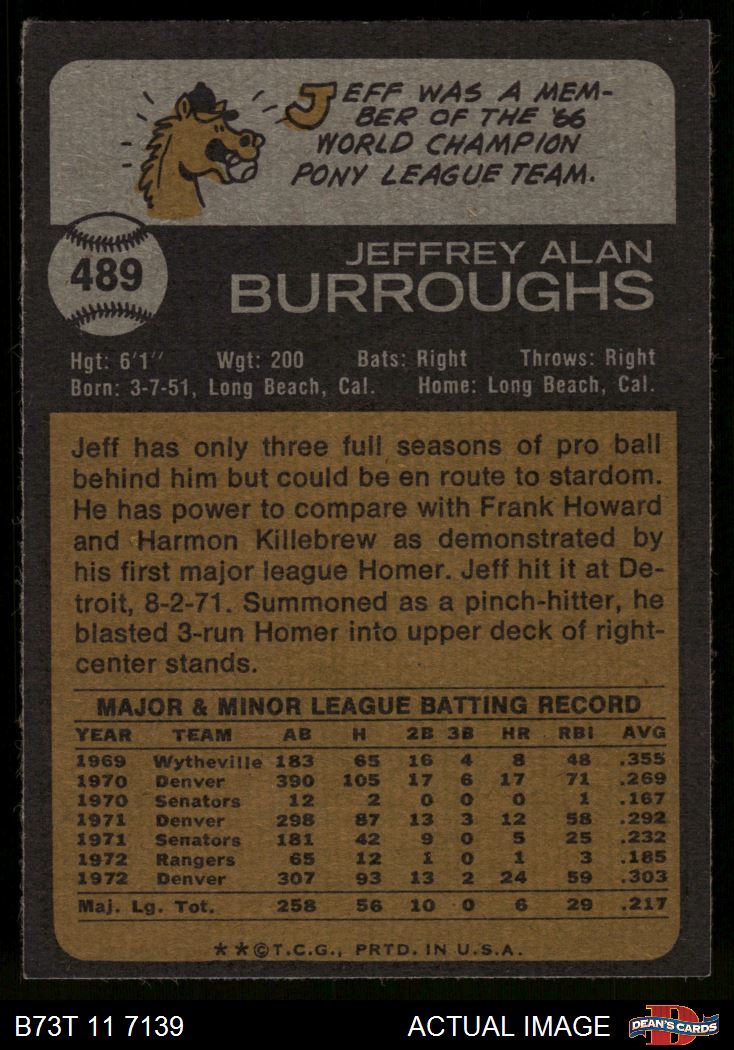 JEFF WAS A MEM-
BER OF THE '66
WORLD CHAMPION
PONY LEAGUE TEAM.
489
JEFFREY ALAN
BURROUGHS
Hgt: 6'1" Wgt: 200 Bats: Right Throws: Right
Born: 3-7-51, Long Beach, Cal. Home: Long Beach, Cal.
Jeff has only three full seasons of pro ball
behind him but could be en route to stardom.
He has power to compare with Frank Howard
and Harmon Killebrew as demonstrated by
his first major league Homer. Jeff hit it at De-
troit, 8-2-71. Summoned as a pinch-hitter, he
blasted 3-run Homer into upper deck of right-
center stands.
MAJOR & MINOR LEAGUE BATTING RECORD
YEAR TEAM AB H 2B 3B HR RBI AVG
1969 Wytheville 183 65 16 4 8 48 .355
1970 Denver 390 105 17 6 17 71 .269
1970 Senators 12 2 0 0 0 1 .167
1971 Denver 298 87 13 3 12 58 .292
1971 Senators 181 42 9 0 5 25 .232
1972 Rangers 65 12 1 0 1 3 .185
1972 Denver 307 93 13 2 24 59 .303
Maj. Lg. Tot. 258 56 10 0 6 29 .217
**©T.C.G., PRTD. IN U.S.A.
B73T 11 7139 ACTUAL IMAGE DEAN'S CARDS